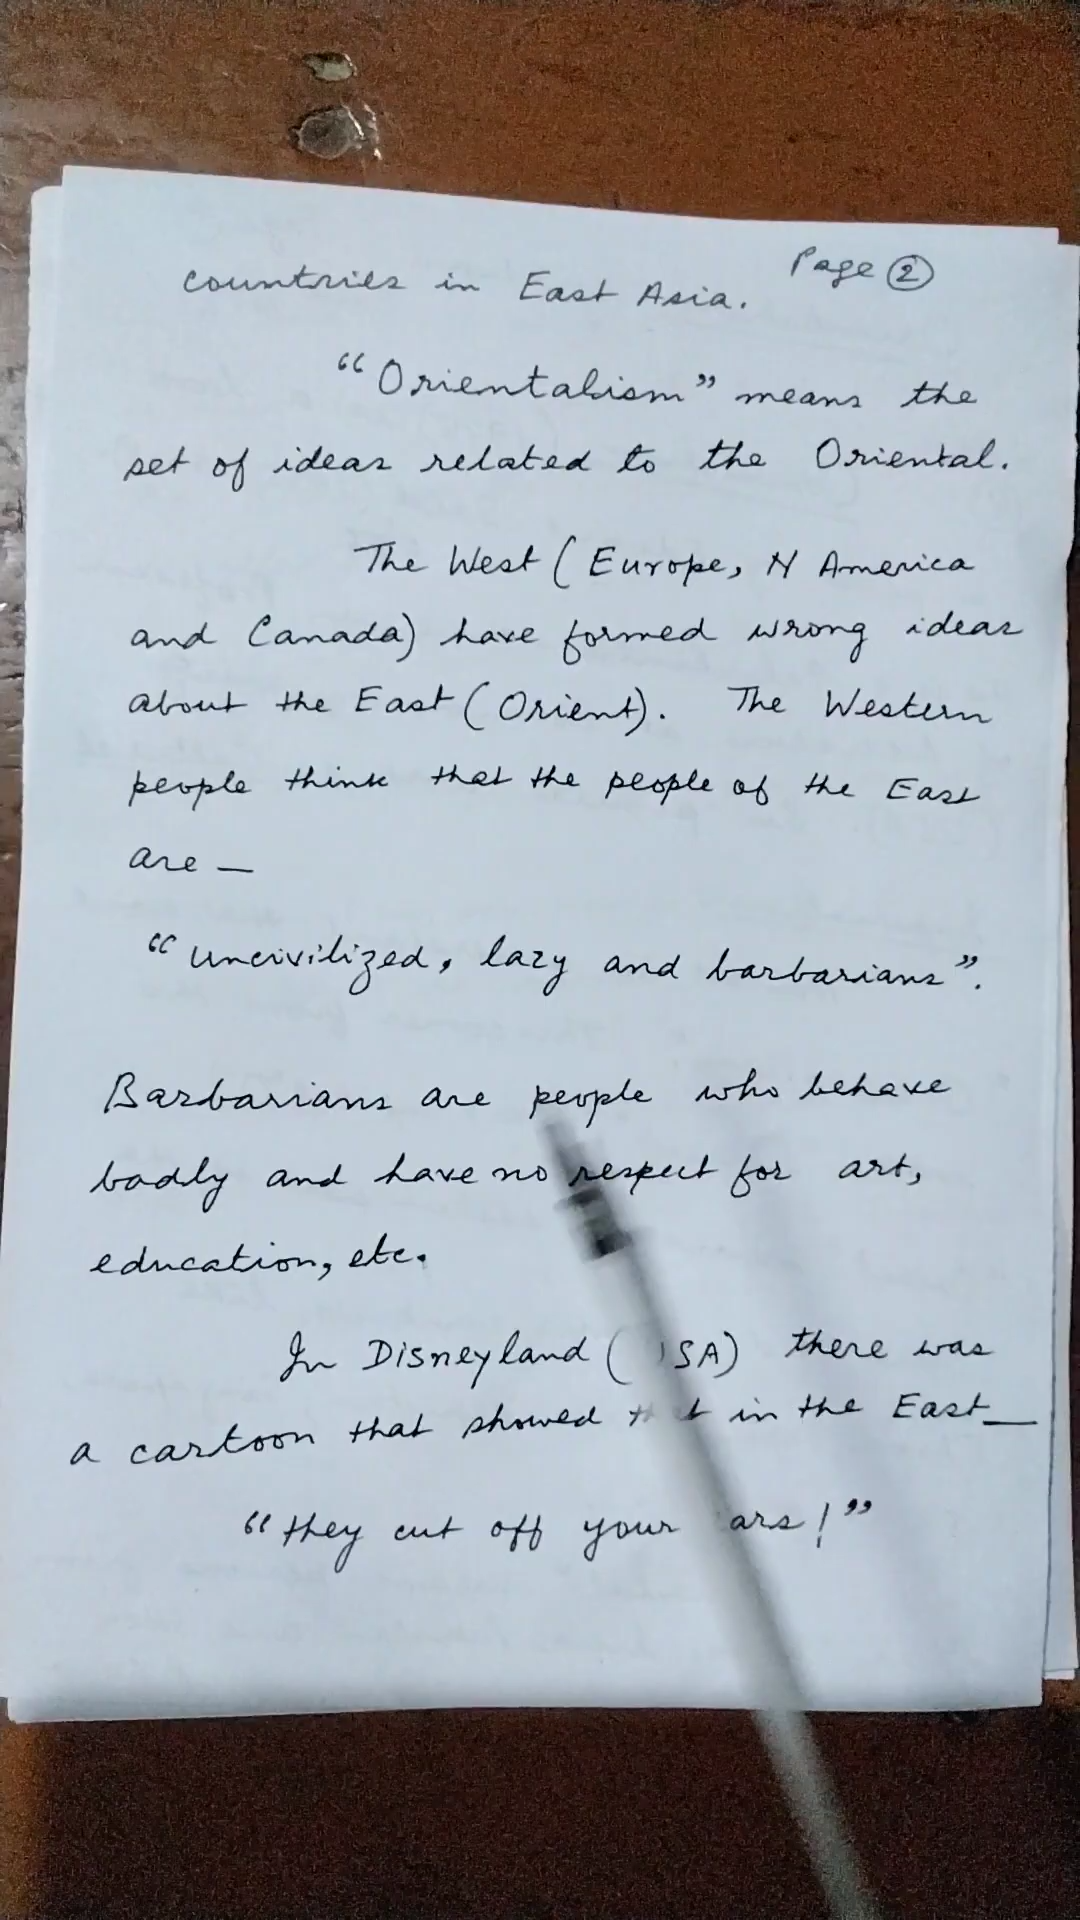 Page ②
countries in East Asia.
“Orientalism” means the
set of ideas related to the Oriental.
The West (Europe, N America
and Canada) have formed wrong ideas
about the East (Orient). The Western
people think that the people of the East
are —
“uncivilized, lazy and barbarians”.
Barbarians are people who behave
badly and have no respect for art,
education, etc.
In Disneyland ( SA) there was
a cartoon that showed that in the East —
“they cut off your ars!”